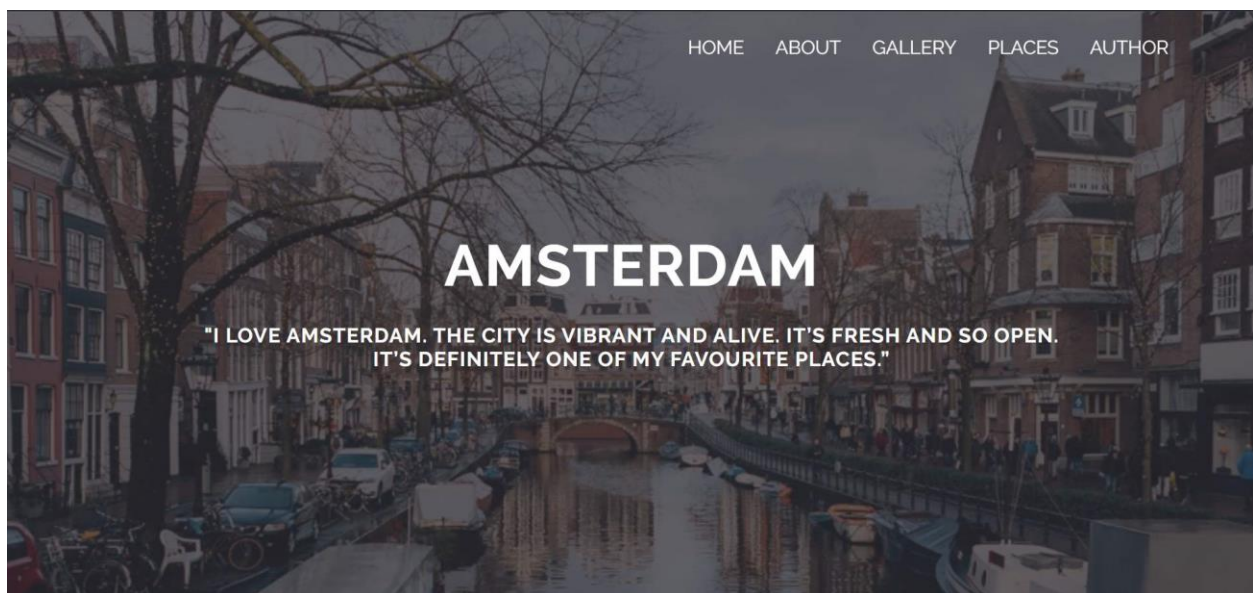 HOME ABOUT GALLERY PLACES AUTHOR
AMSTERDAM
"I LOVE AMSTERDAM. THE CITY IS VIBRANT AND ALIVE. IT’S FRESH AND SO OPEN.
IT’S DEFINITELY ONE OF MY FAVOURITE PLACES.”